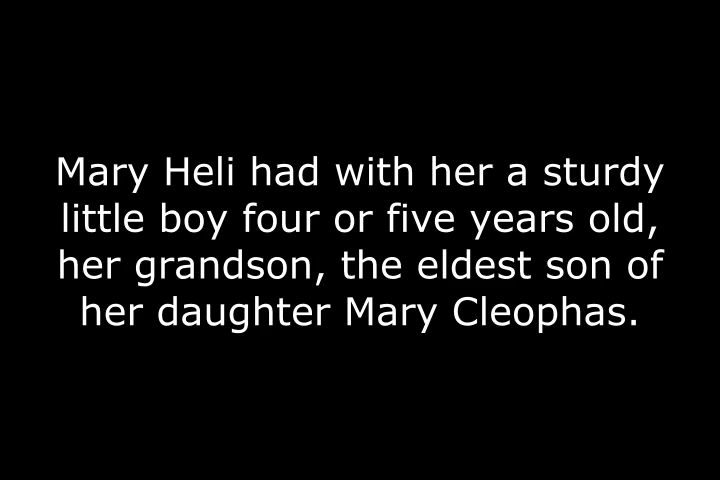 Mary Heli had with her a sturdy
little boy four or five years old,
her grandson, the eldest son of
her daughter Mary Cleophas.